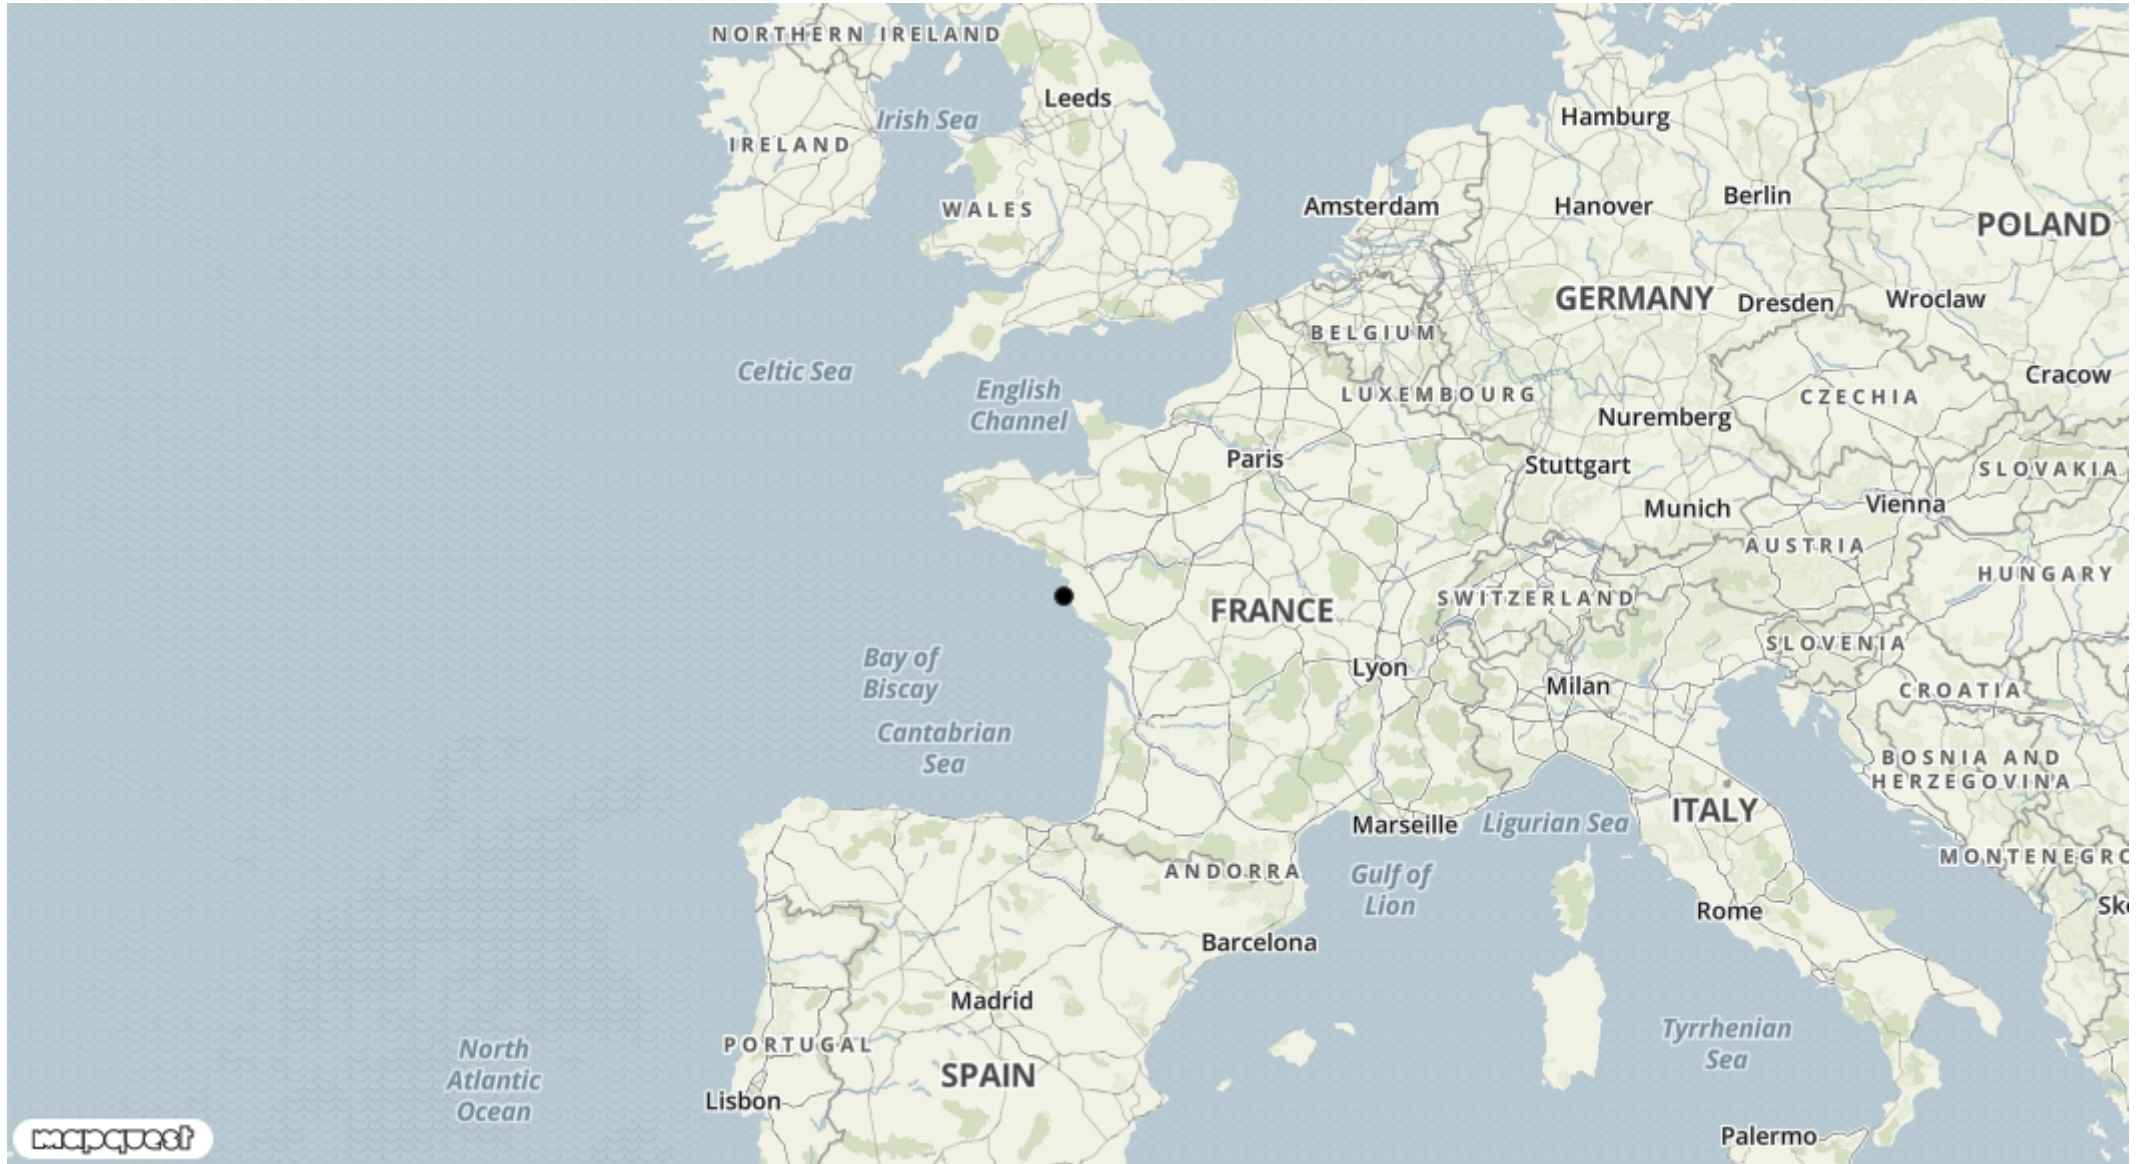 NORTHERN IRELAND
Leeds
Irish Sea
Hamburg
IRELAND
Berlin
WALES
Amsterdam
Hanover
POLAND
GERMANY
Dresden
Wroclaw
BELGIUM
Celtic Sea
English
Channel
LUXEMBOURG
Cracow
CZECHIA
Nuremberg
Paris
Stuttgart
SLOVAKIA
Munich
Vienna
AUSTRIA
HUNGARY
SWITZERLAND
FRANCE
SLOVENIA
Bay of
Biscay
Lyon
Milan
CROATIA
Cantabrian
Sea
BOSNIA AND
HERZEGOVINA
ITALY
Marseille
Ligurian Sea
MONTENEGRO
ANDORRA
Gulf of
Lion
Rome
Sk
Barcelona
Madrid
Tyrrhenian
Sea
PORTUGAL
North
Atlantic
Ocean
SPAIN
Lisbon
Palermo
mapquest